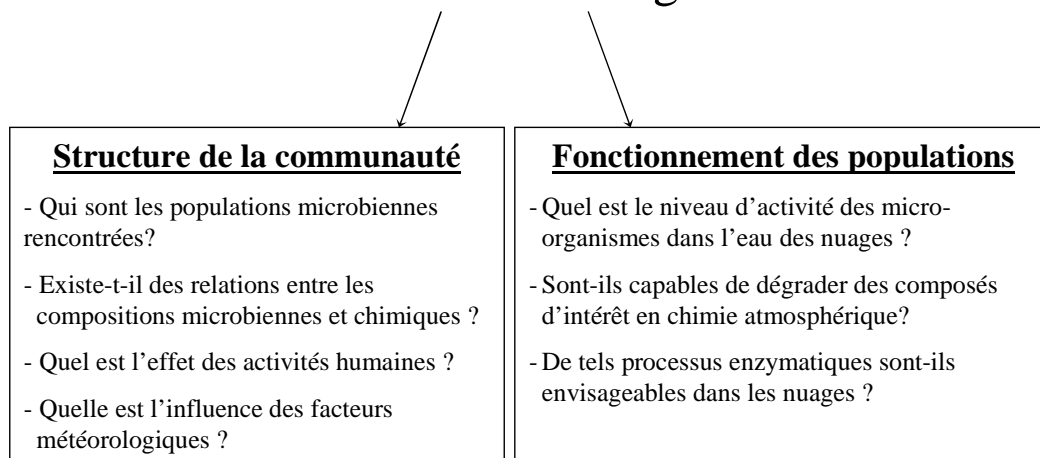 Structure de la communauté
- Qui sont les populations microbiennes
rencontrées?
- Existe-t-il des relations entre les
compositions microbiennes et chimiques ?
- Quel est l’effet des activités humaines ?
- Quelle est l’influence des facteurs
météorologiques ?
Fonctionnement des populations
- Quel est le niveau d’activité des micro-
organismes dans l’eau des nuages ?
- Sont-ils capables de dégrader des composés
d’intérêt en chimie atmosphérique?
- De tels processus enzymatiques sont-ils
envisageables dans les nuages ?